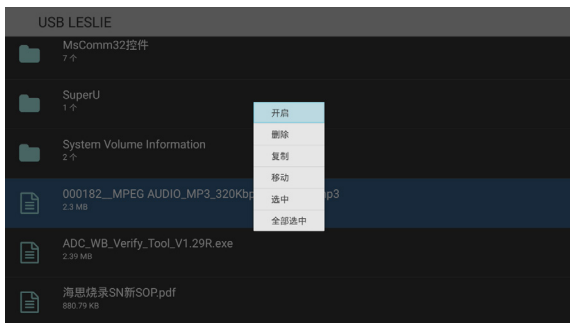 USB LESLIE
MsComm32控件
7 个
SuperU
1 个
System Volume Information
2 个
000182__MPEG AUDIO_MP3_320Kbp
p3
2.3 MB
ADC_WB_Verify_Tool_V1.29R.exe
2.39 MB
海思烧录SN新SOP.pdf
880.79 KB
开启
删除
复制
移动
选中
全部选中